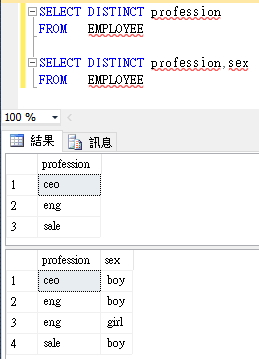 SELECT DISTINCT profession
FROM EMPLOYEE
SELECT DISTINCT profession,sex
FROM EMPLOYEE
100 %
結果 訊息
profession
1 ceo
2 eng
3 sale
profession sex
1 ceo boy
2 eng boy
3 eng girl
4 sale boy